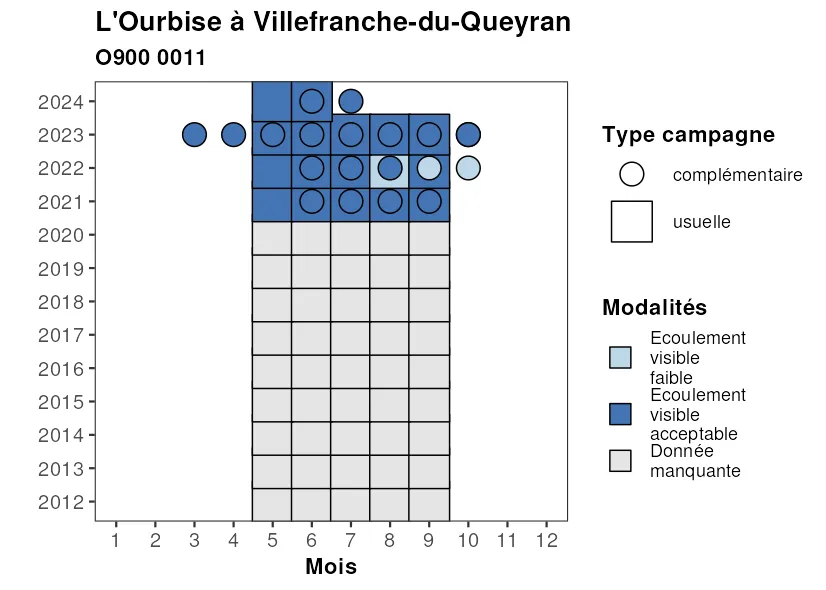 L'Ourbise à Villefranche-du-Queyran
O900 0011
2024
2023
2022
2021
2020
2019
2018
2017
2016
2015
2014
2013
2012
1 2 3 4 5 6 7 8 9 10 11 12
Mois
Type campagne
complémentaire
usuelle
Modalités
Ecoulement
visible
faible
Ecoulement
visible
acceptable
Donnée
manquante